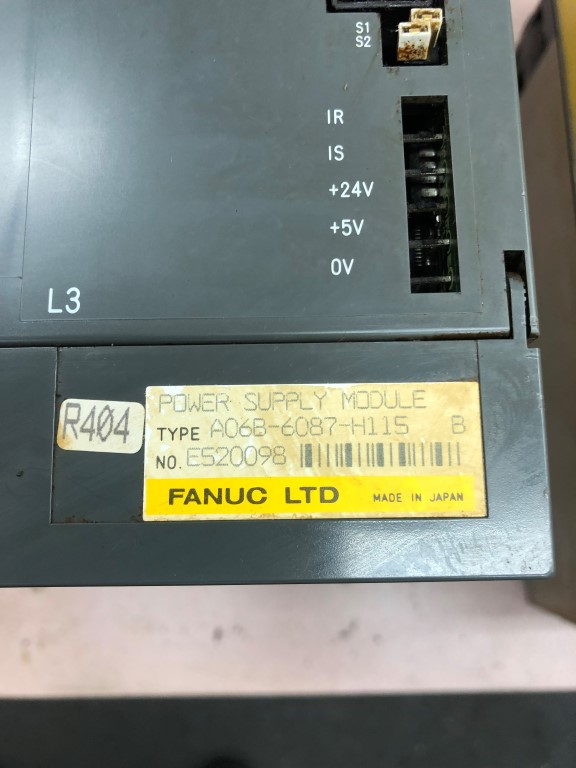 S1
S2
IR
IS
+24V
+5V
0V
L3
R404
POWER SUPPLY MODULE
TYPE A06B-6087-H115 B
NO. E520098
FANUC LTD MADE IN JAPAN